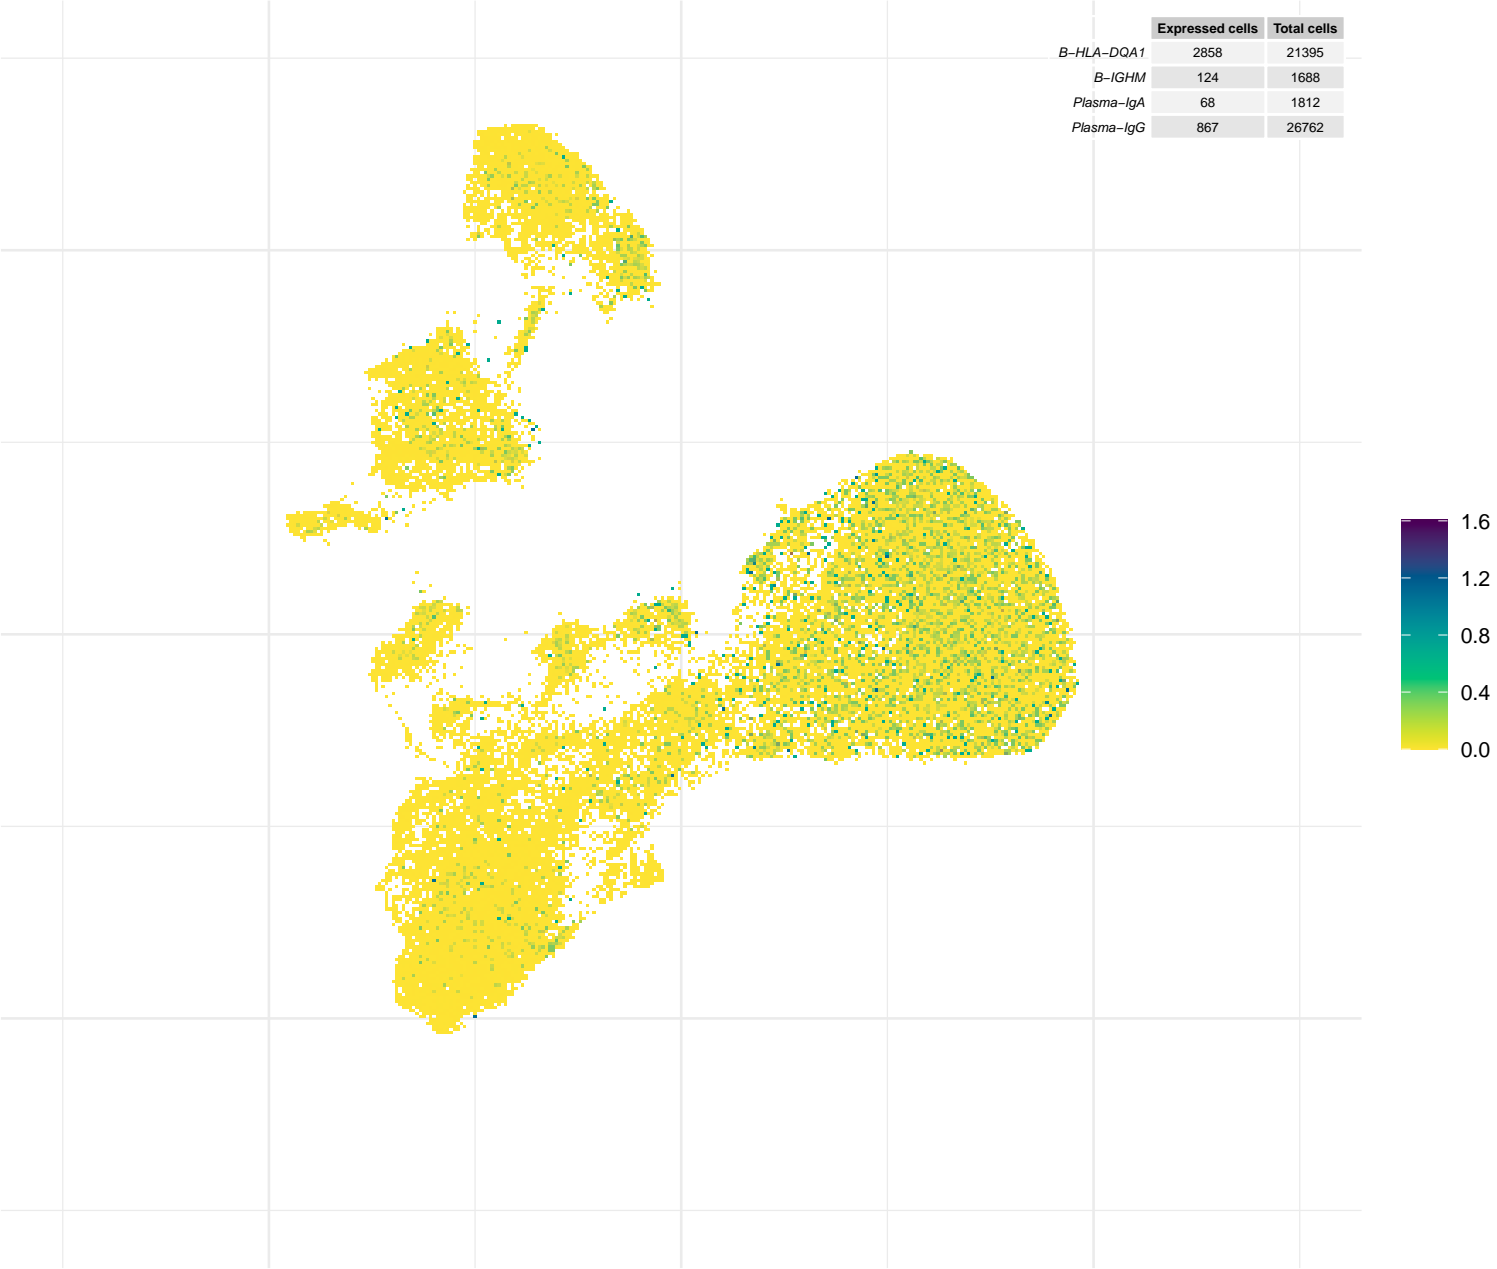 Expressed cells Total cells
B−HLA−DQA1 2858 21395
B−IGHM 124 1688
Plasma−IgA 68 1812
Plasma−IgG 867 26762
1.6
1.2
0.8
0.4
0.0